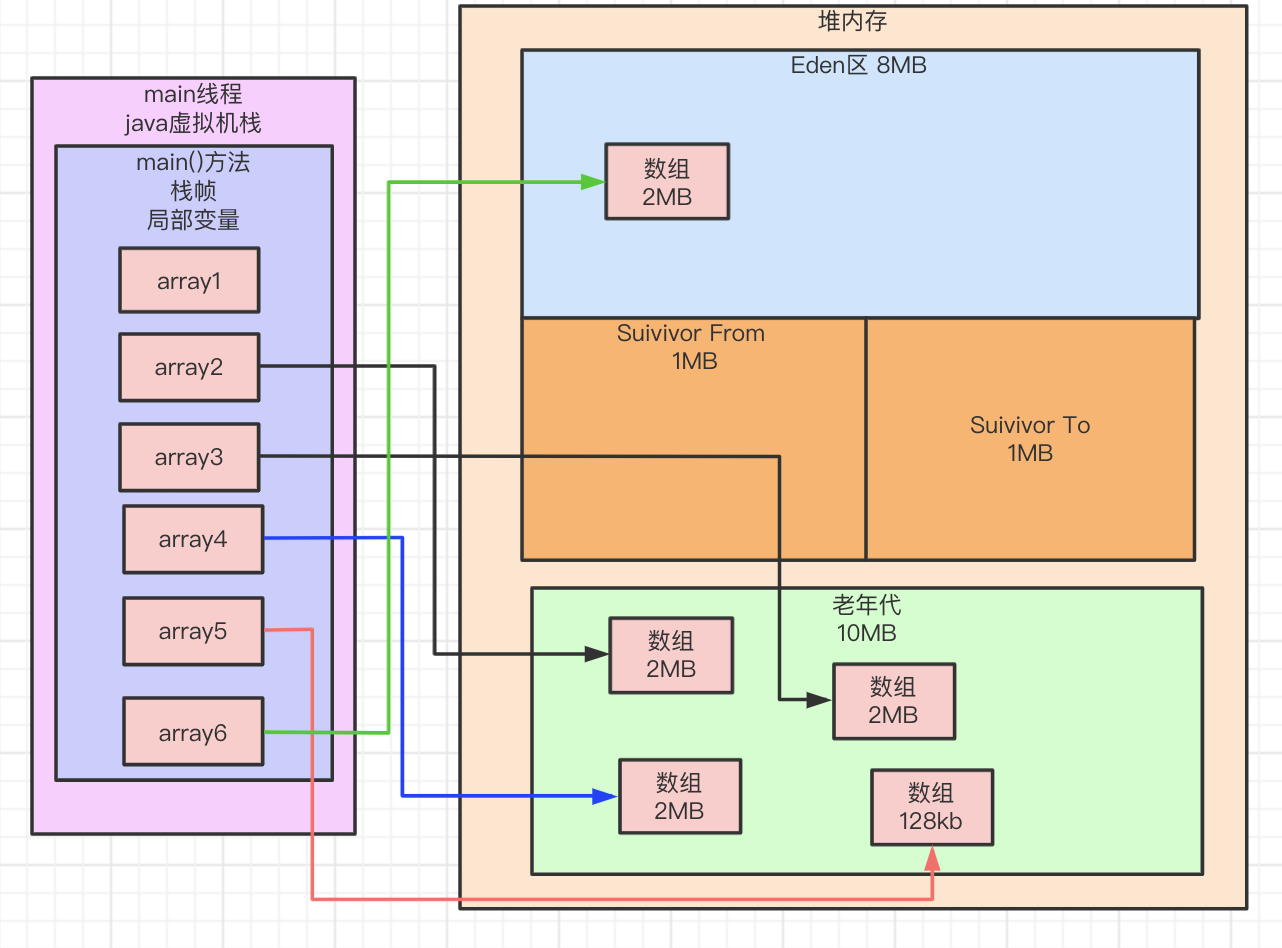 堆内存
Eden区 8MB
main线程
java虚拟机栈
main()方法
栈帧
局部变量
数组
2MB
array1
array2
array3
array4
array5
array6
Suivivor From
1MB
Suivivor To
1MB
老年代
10MB
数组
2MB
数组
2MB
数组
2MB
数组
128kb